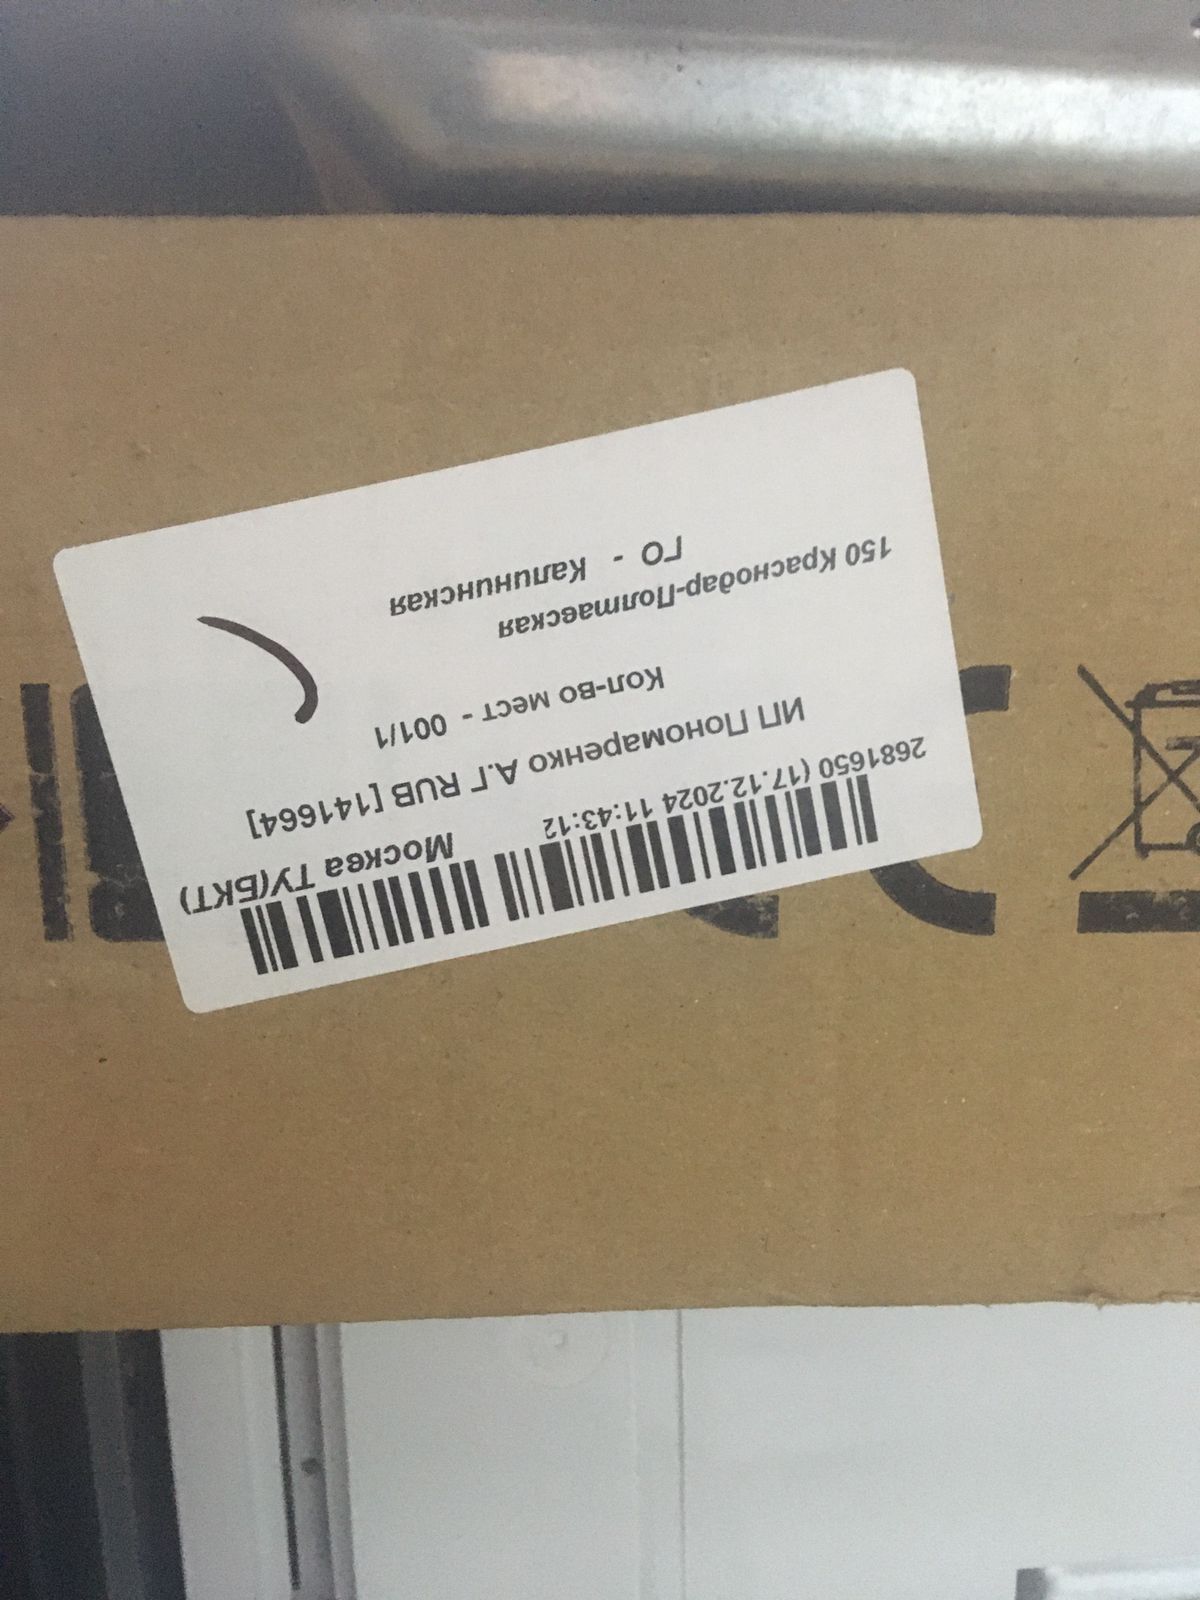 Москва ТУ(БКТ)
2681650 (17.12.2024 11:43:12
ИП Пономаренко А.Г RUB [141664]
Кол-во мест - 001/1
150 Краснодар-Полтавская
ГО - Калининская